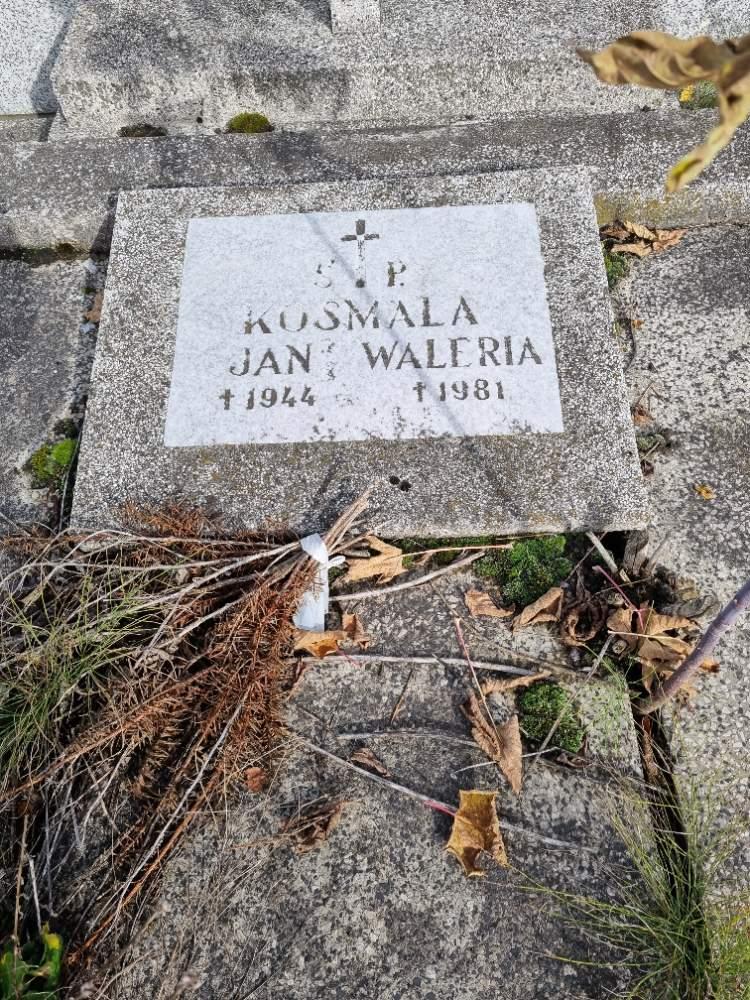 S P.
KOSMALA
JAN WALERIA
†1944 †1981